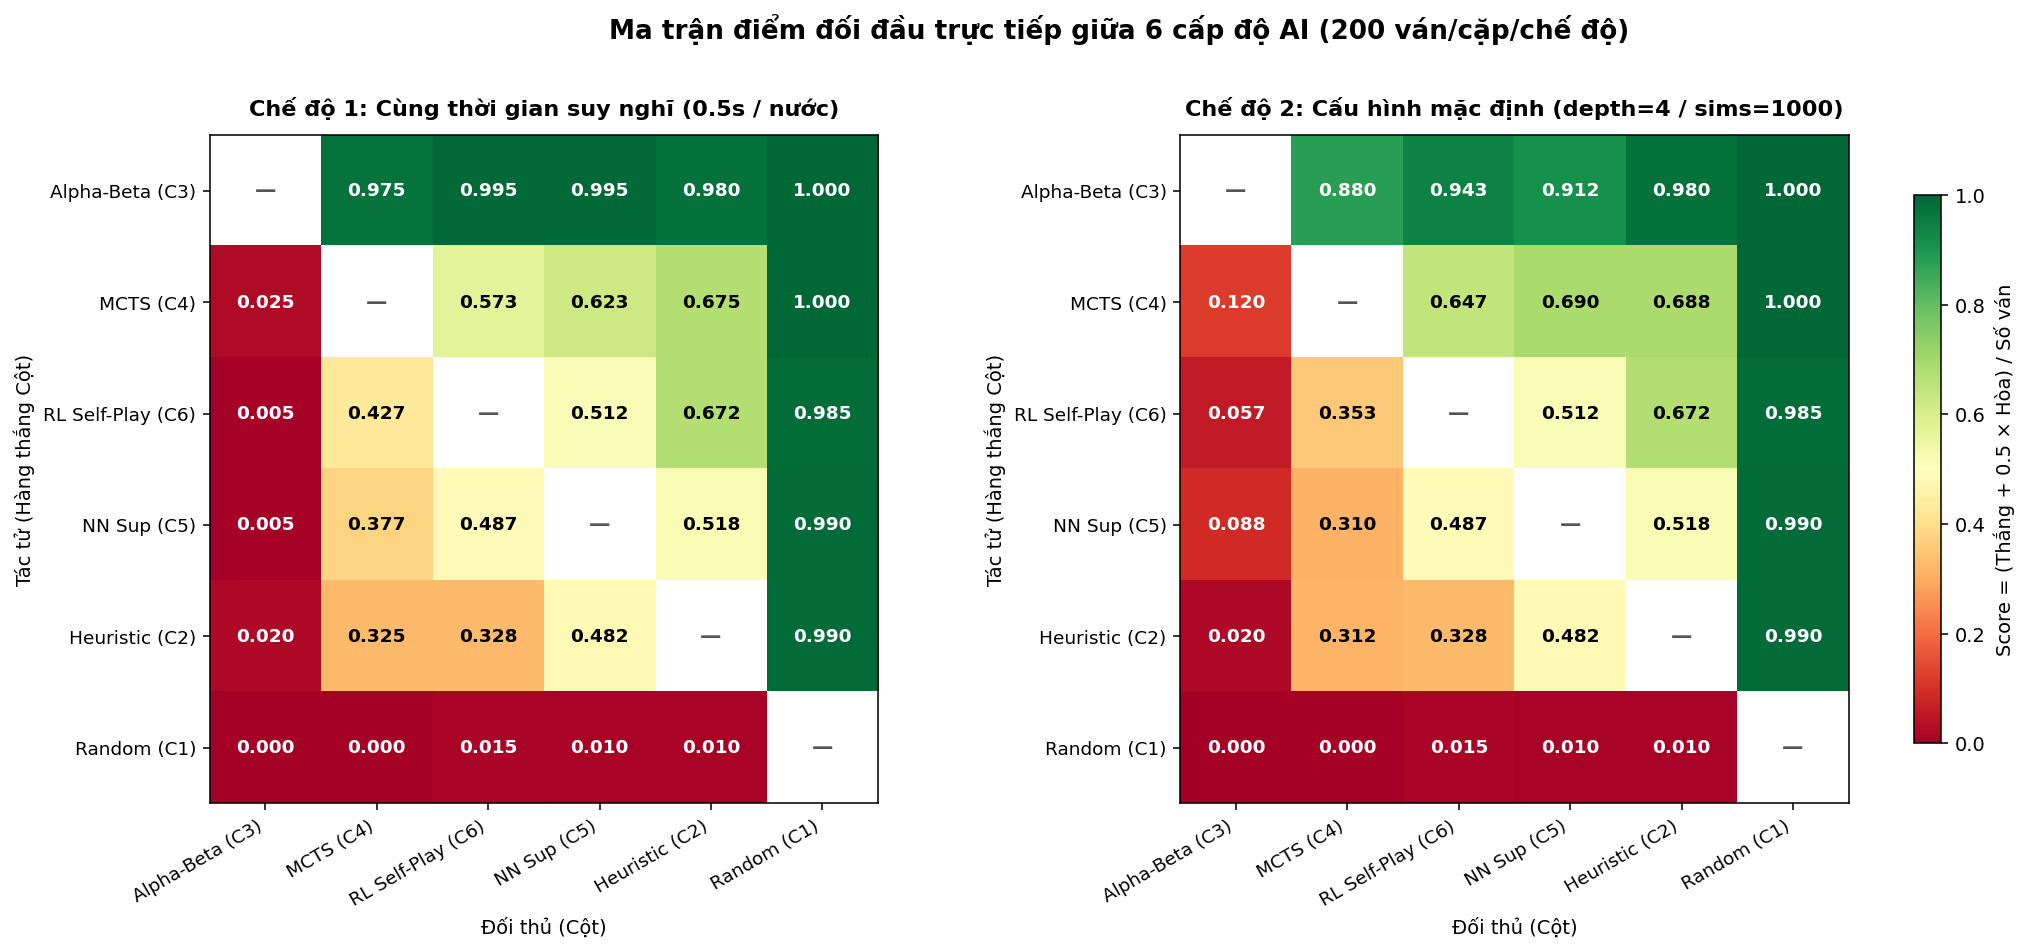 Ma trận điểm đối đầu trực tiếp giữa 6 cấp độ AI (200 ván/cặp/chế độ)
Chế độ 1: Cùng thời gian suy nghĩ (0.5s / nước)
Tác tử (Hàng thắng Cột)
Alpha-Beta (C3) — 0.975 0.995 0.995 0.980 1.000
MCTS (C4) 0.025 — 0.573 0.623 0.675 1.000
RL Self-Play (C6) 0.005 0.427 — 0.512 0.672 0.985
NN Sup (C5) 0.005 0.377 0.487 — 0.518 0.990
Heuristic (C2) 0.020 0.325 0.328 0.482 — 0.990
Random (C1) 0.000 0.000 0.015 0.010 0.010 —
Alpha-Beta (C3) MCTS (C4) RL Self-Play (C6) NN Sup (C5) Heuristic (C2) Random (C1)
Đối thủ (Cột)
Chế độ 2: Cấu hình mặc định (depth=4 / sims=1000)
Tác tử (Hàng thắng Cột)
Alpha-Beta (C3) — 0.880 0.943 0.912 0.980 1.000
MCTS (C4) 0.120 — 0.647 0.690 0.688 1.000
RL Self-Play (C6) 0.057 0.353 — 0.512 0.672 0.985
NN Sup (C5) 0.088 0.310 0.487 — 0.518 0.990
Heuristic (C2) 0.020 0.312 0.328 0.482 — 0.990
Random (C1) 0.000 0.000 0.015 0.010 0.010 —
Alpha-Beta (C3) MCTS (C4) RL Self-Play (C6) NN Sup (C5) Heuristic (C2) Random (C1)
Đối thủ (Cột)
1.0
0.8
0.6
0.4
0.2
0.0
Score = (Thắng + 0.5 × Hòa) / Số ván